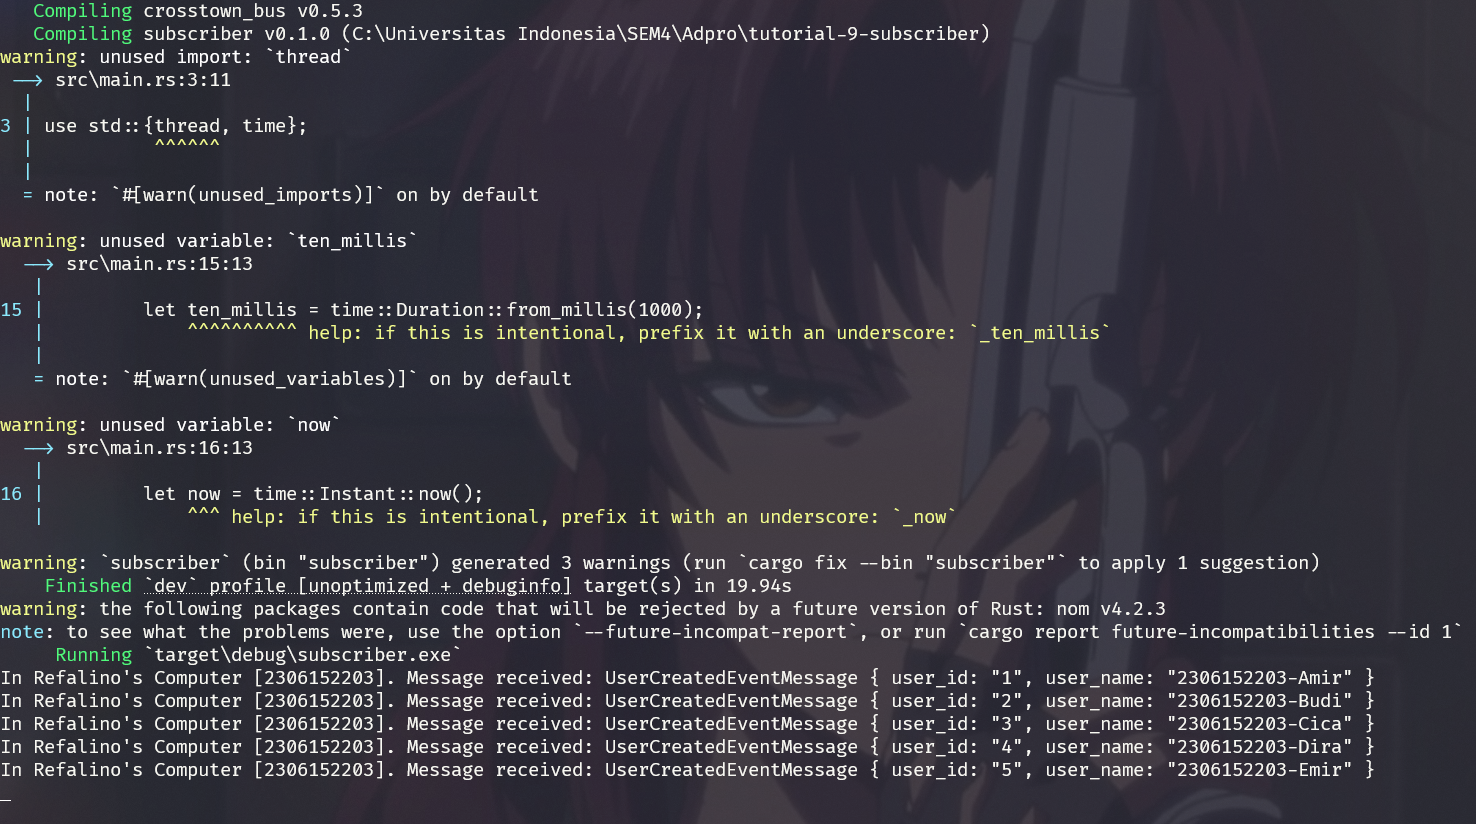 Compiling crosstown_bus v0.5.3
Compiling subscriber v0.1.0 (C:\Universitas Indonesia\SEM4\Adpro\tutorial-9-subscriber)
warning: unused import: `thread`
--> src\main.rs:3:11
|
3 | use std::{thread, time};
|           ^^^^^^
|
= note: `#[warn(unused_imports)]` on by default
warning: unused variable: `ten_millis`
--> src\main.rs:15:13
|
15 |         let ten_millis = time::Duration::from_millis(1000);
|             ^^^^^^^^^^ help: if this is intentional, prefix it with an underscore: `_ten_millis`
|
= note: `#[warn(unused_variables)]` on by default
warning: unused variable: `now`
--> src\main.rs:16:13
|
16 |         let now = time::Instant::now();
|             ^^^ help: if this is intentional, prefix it with an underscore: `_now`
warning: `subscriber` (bin "subscriber") generated 3 warnings (run `cargo fix --bin "subscriber"` to apply 1 suggestion)
Finished `dev` profile [unoptimized + debuginfo] target(s) in 19.94s
warning: the following packages contain code that will be rejected by a future version of Rust: nom v4.2.3
note: to see what the problems were, use the option `--future-incompat-report`, or run `cargo report future-incompatibilities --id 1`
Running `target\debug\subscriber.exe`
In Refalino's Computer [2306152203]. Message received: UserCreatedEventMessage { user_id: "1", user_name: "2306152203-Amir" }
In Refalino's Computer [2306152203]. Message received: UserCreatedEventMessage { user_id: "2", user_name: "2306152203-Budi" }
In Refalino's Computer [2306152203]. Message received: UserCreatedEventMessage { user_id: "3", user_name: "2306152203-Cica" }
In Refalino's Computer [2306152203]. Message received: UserCreatedEventMessage { user_id: "4", user_name: "2306152203-Dira" }
In Refalino's Computer [2306152203]. Message received: UserCreatedEventMessage { user_id: "5", user_name: "2306152203-Emir" }